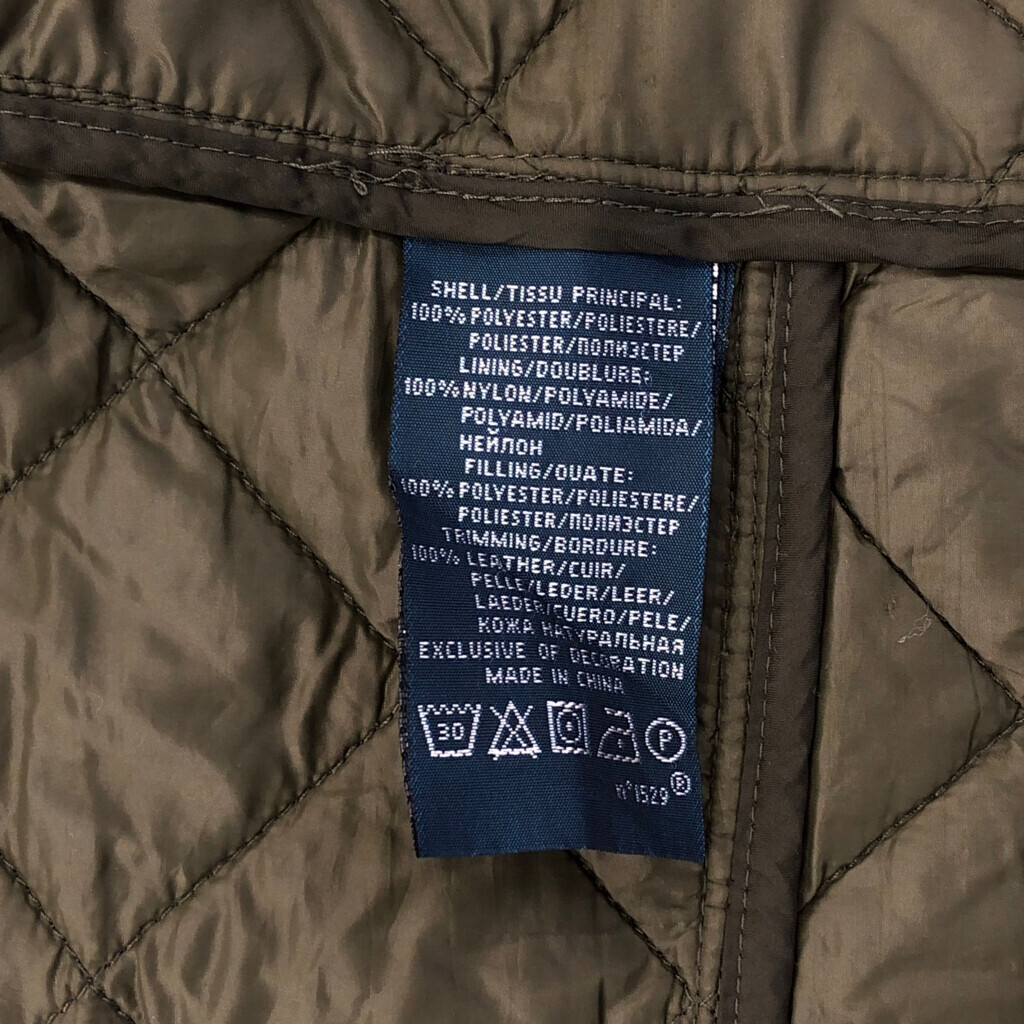 SHELL/TISSU PRINCIPAL:
100% POLYESTER/POLIESTERE/
POLIESTER/ПОЛИЭСТЕР
LINING/DOUBLURE:
100% NYLON/POLYAMIDE/
POLYAMID/POLIAMIDA/
НЕЙЛОН
FILLING/OUATE:
100% POLYESTER/POLIESTERE/
POLIESTER/ПОЛИЭСТЕР
TRIMMING/BORDURE:
100% LEATHER/CUIR/
PELLE/LEDER/LEER/
LAEDER/CUERO/PELE/
КОЖА НАТУРАЛЬНАЯ
EXCLUSIVE OF DECORATION
MADE IN CHINA
30 P
n°1529®